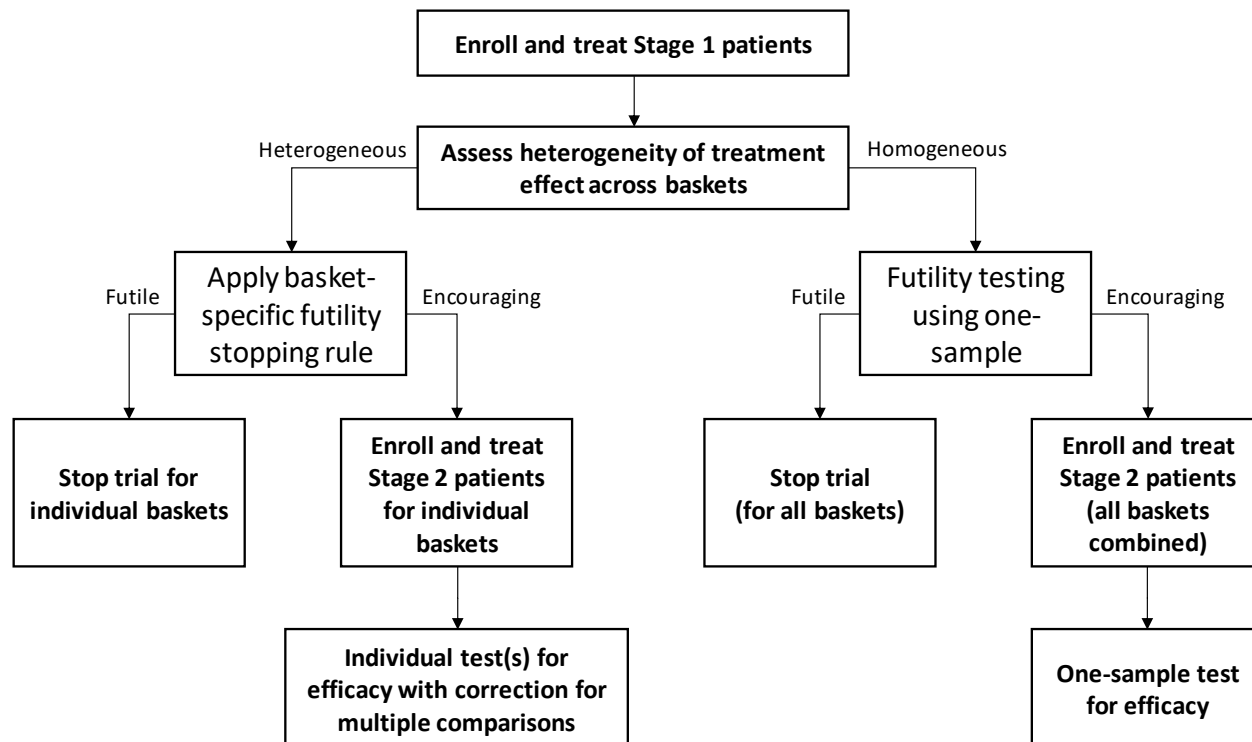 Enroll and treat Stage 1 patients
Heterogeneous
Assess heterogeneity of treatment
effect across baskets
Homogeneous
Futile
Apply basket-
specific futility
stopping rule
Encouraging
Futile
Futility testing
using one-
sample
Encouraging
Stop trial for
individual baskets
Enroll and treat
Stage 2 patients
for individual
baskets
Stop trial
(for all baskets)
Enroll and treat
Stage 2 patients
(all baskets
combined)
Individual test(s) for
efficacy with correction for
multiple comparisons
One-sample test
for efficacy